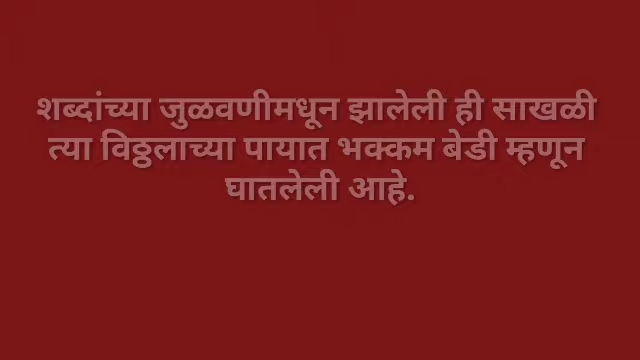 शब्दांच्या जुळवणीमधून झालेली ही साखळी
त्या विठ्ठलाच्या पायात भक्कम बेडी म्हणून
घातलेली आहे.